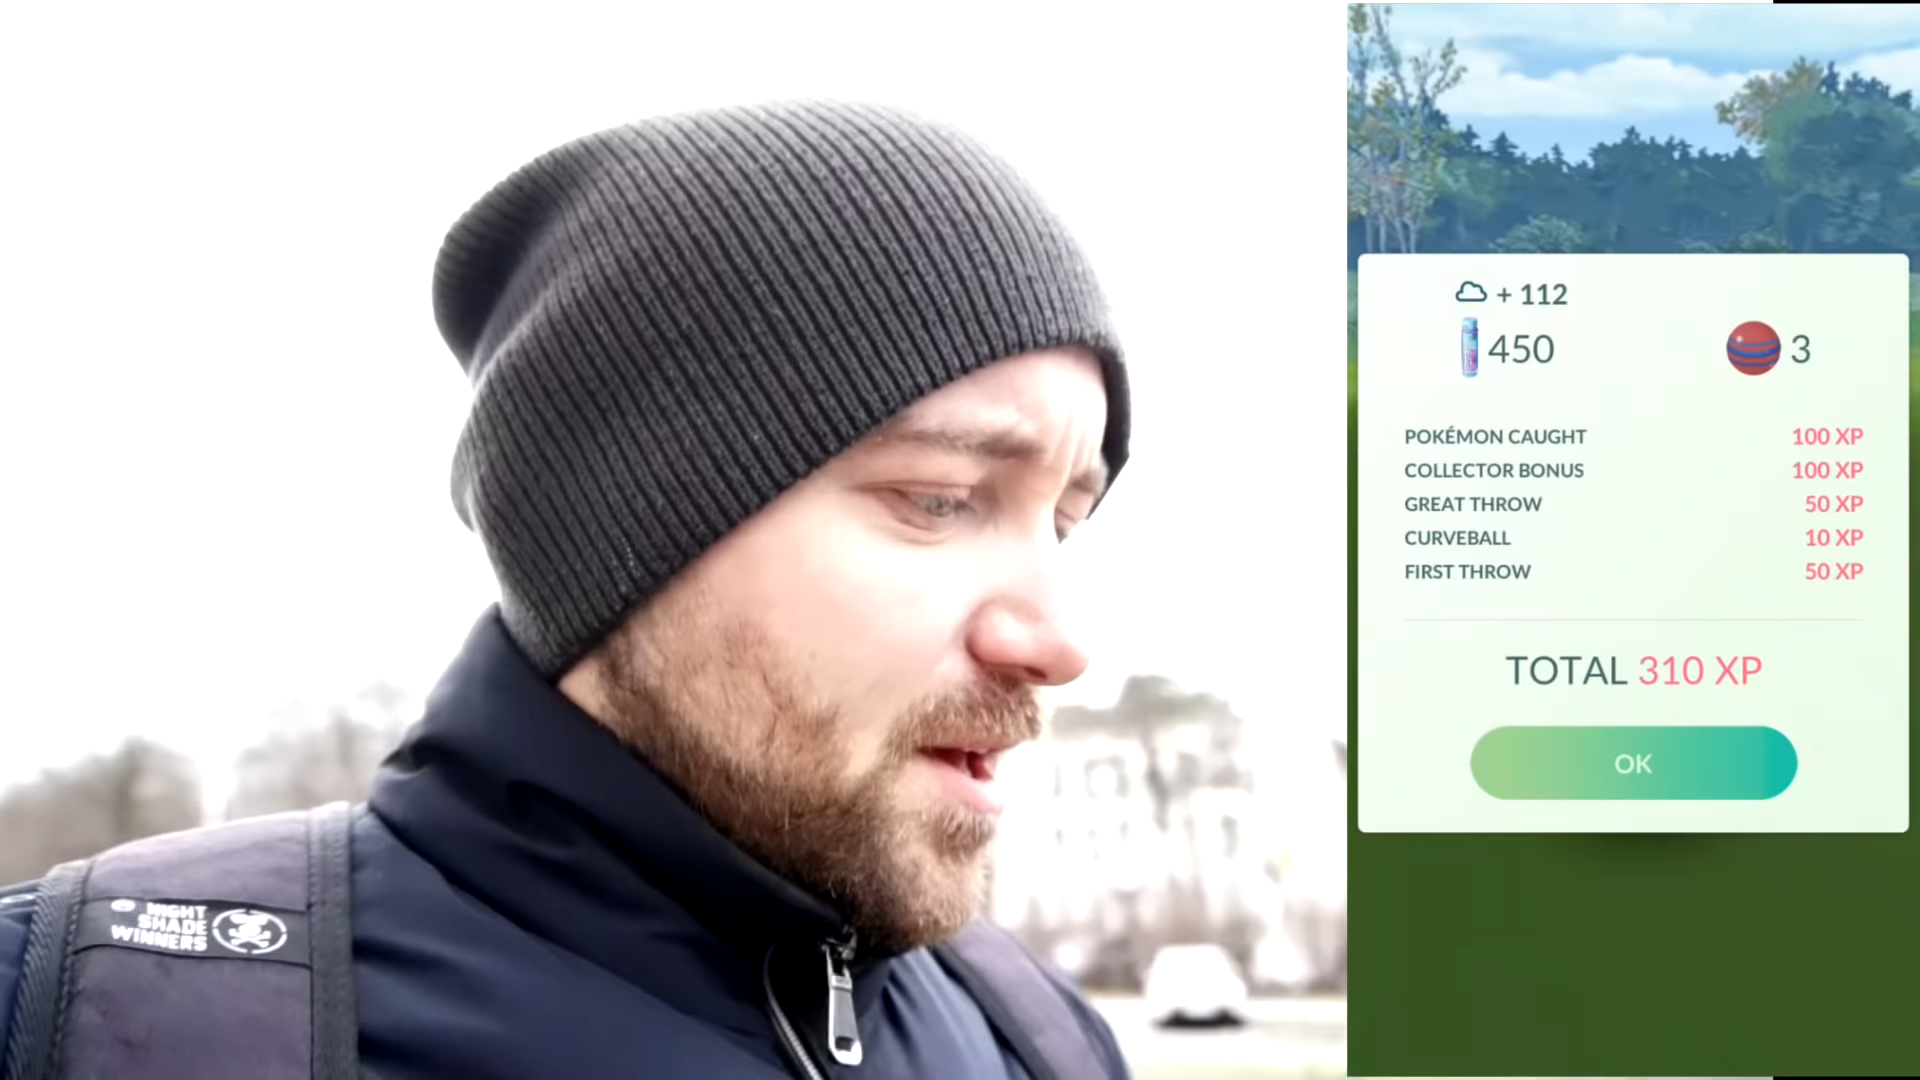 NIGHT
SHADE
WINNERS
+ 112
450
3
POKÉMON CAUGHT 100 XP
COLLECTOR BONUS 100 XP
GREAT THROW 50 XP
CURVEBALL 10 XP
FIRST THROW 50 XP
TOTAL 310 XP
OK